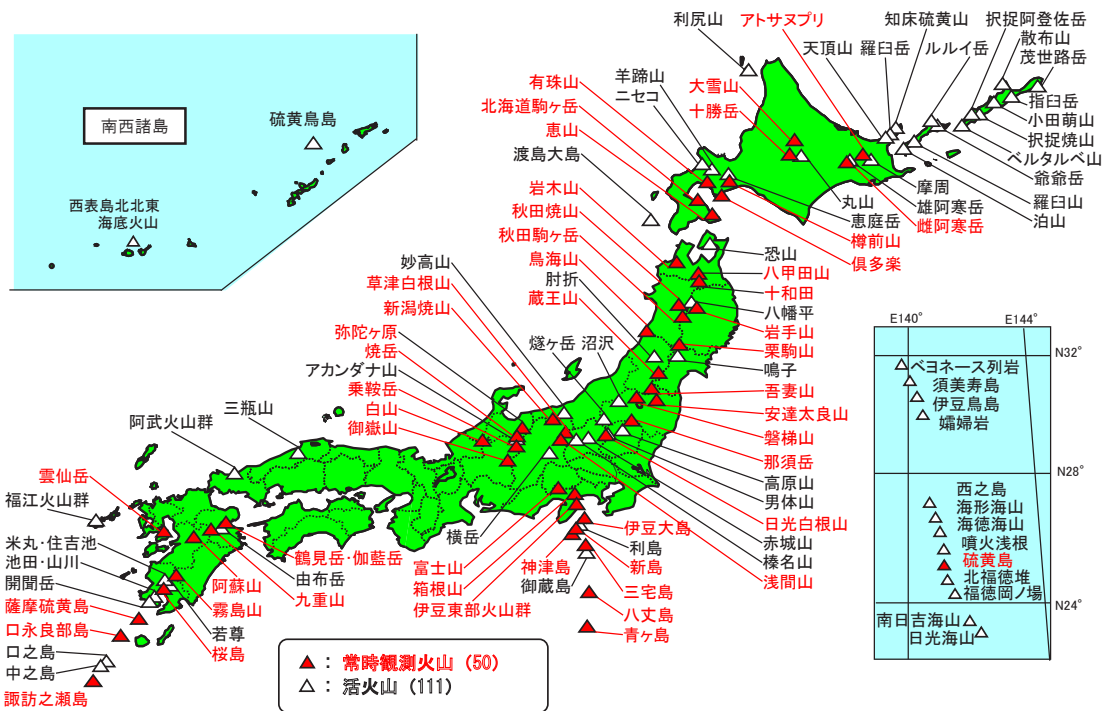 南西諸島
硫黄鳥島
西表島北北東
海底火山
利尻山
アトサヌプリ
知床硫黄山
択捉阿登佐岳
天頂山
羅臼岳
ルルイ岳
散布山
茂世路岳
羊蹄山
ニセコ
大雪山
十勝岳
有珠山
北海道駒ヶ岳
恵山
渡島大島
指臼岳
小田萌山
択捉焼山
ベルタルベ山
爺爺岳
羅臼山
泊山
摩周
雄阿寒岳
雌阿寒岳
丸山
恵庭岳
樽前山
倶多楽
岩木山
秋田焼山
秋田駒ヶ岳
鳥海山
肘折
蔵王山
恐山
八甲田山
十和田
八幡平
岩手山
栗駒山
鳴子
吾妻山
安達太良山
磐梯山
那須岳
高原山
男体山
日光白根山
赤城山
榛名山
浅間山
妙高山
草津白根山
新潟焼山
弥陀ヶ原
焼岳
アカンダナ山
乗鞍岳
白山
御嶽山
燧ヶ岳
沼沢
三瓶山
阿武火山群
雲仙岳
福江火山群
米丸・住吉池
池田・山川
開聞岳
薩摩硫黄島
口永良部島
口之島
中之島
諏訪之瀬島
鶴見岳・伽藍岳
由布岳
九重山
阿蘇山
霧島山
若尊
桜島
横岳
富士山
箱根山
伊豆東部火山群
伊豆大島
利島
新島
神津島
三宅島
御蔵島
八丈島
青ヶ島
E140°
E144°
N32°
N28°
N24°
ベヨネース列岩
須美寿島
伊豆鳥島
孀婦岩
西之島
海形海山
海徳海山
噴火浅根
硫黄島
北福徳堆
福徳岡ノ場
南日吉海山
日光海山
： 常時観測火山（50）
： 活火山（111）